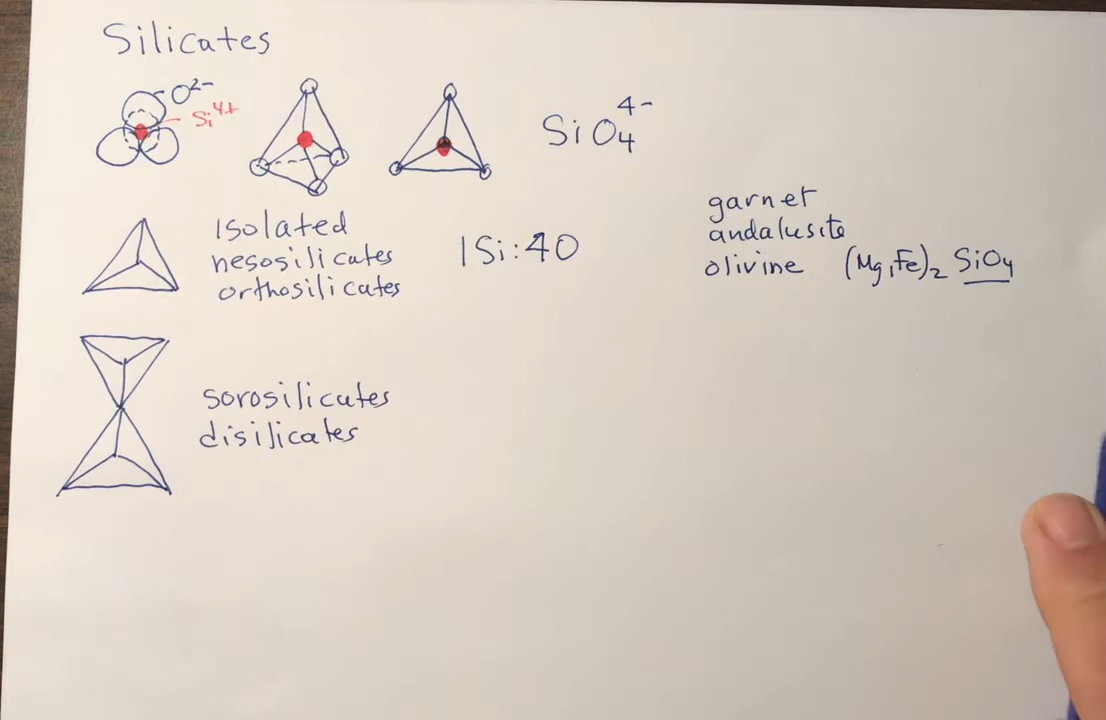 Silicates
O2-
Si4+
SiO4 4-
Isolated
nesosilicates
orthosilicates
1Si:4O
garnet
andalusite
olivine (Mg,Fe)2 SiO4
sorosilicates
disilicates